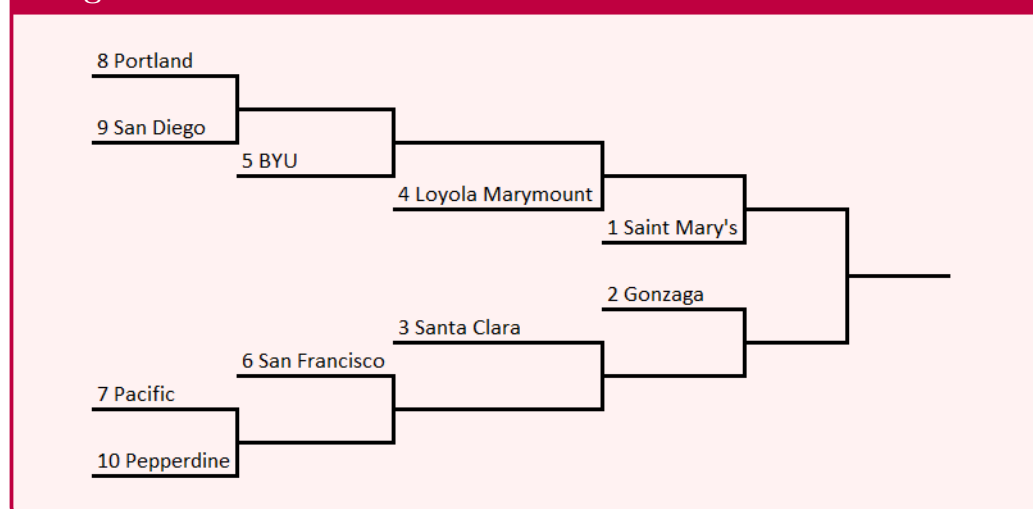 8 Portland
9 San Diego
5 BYU
4 Loyola Marymount
1 Saint Mary's
2 Gonzaga
3 Santa Clara
6 San Francisco
7 Pacific
10 Pepperdine